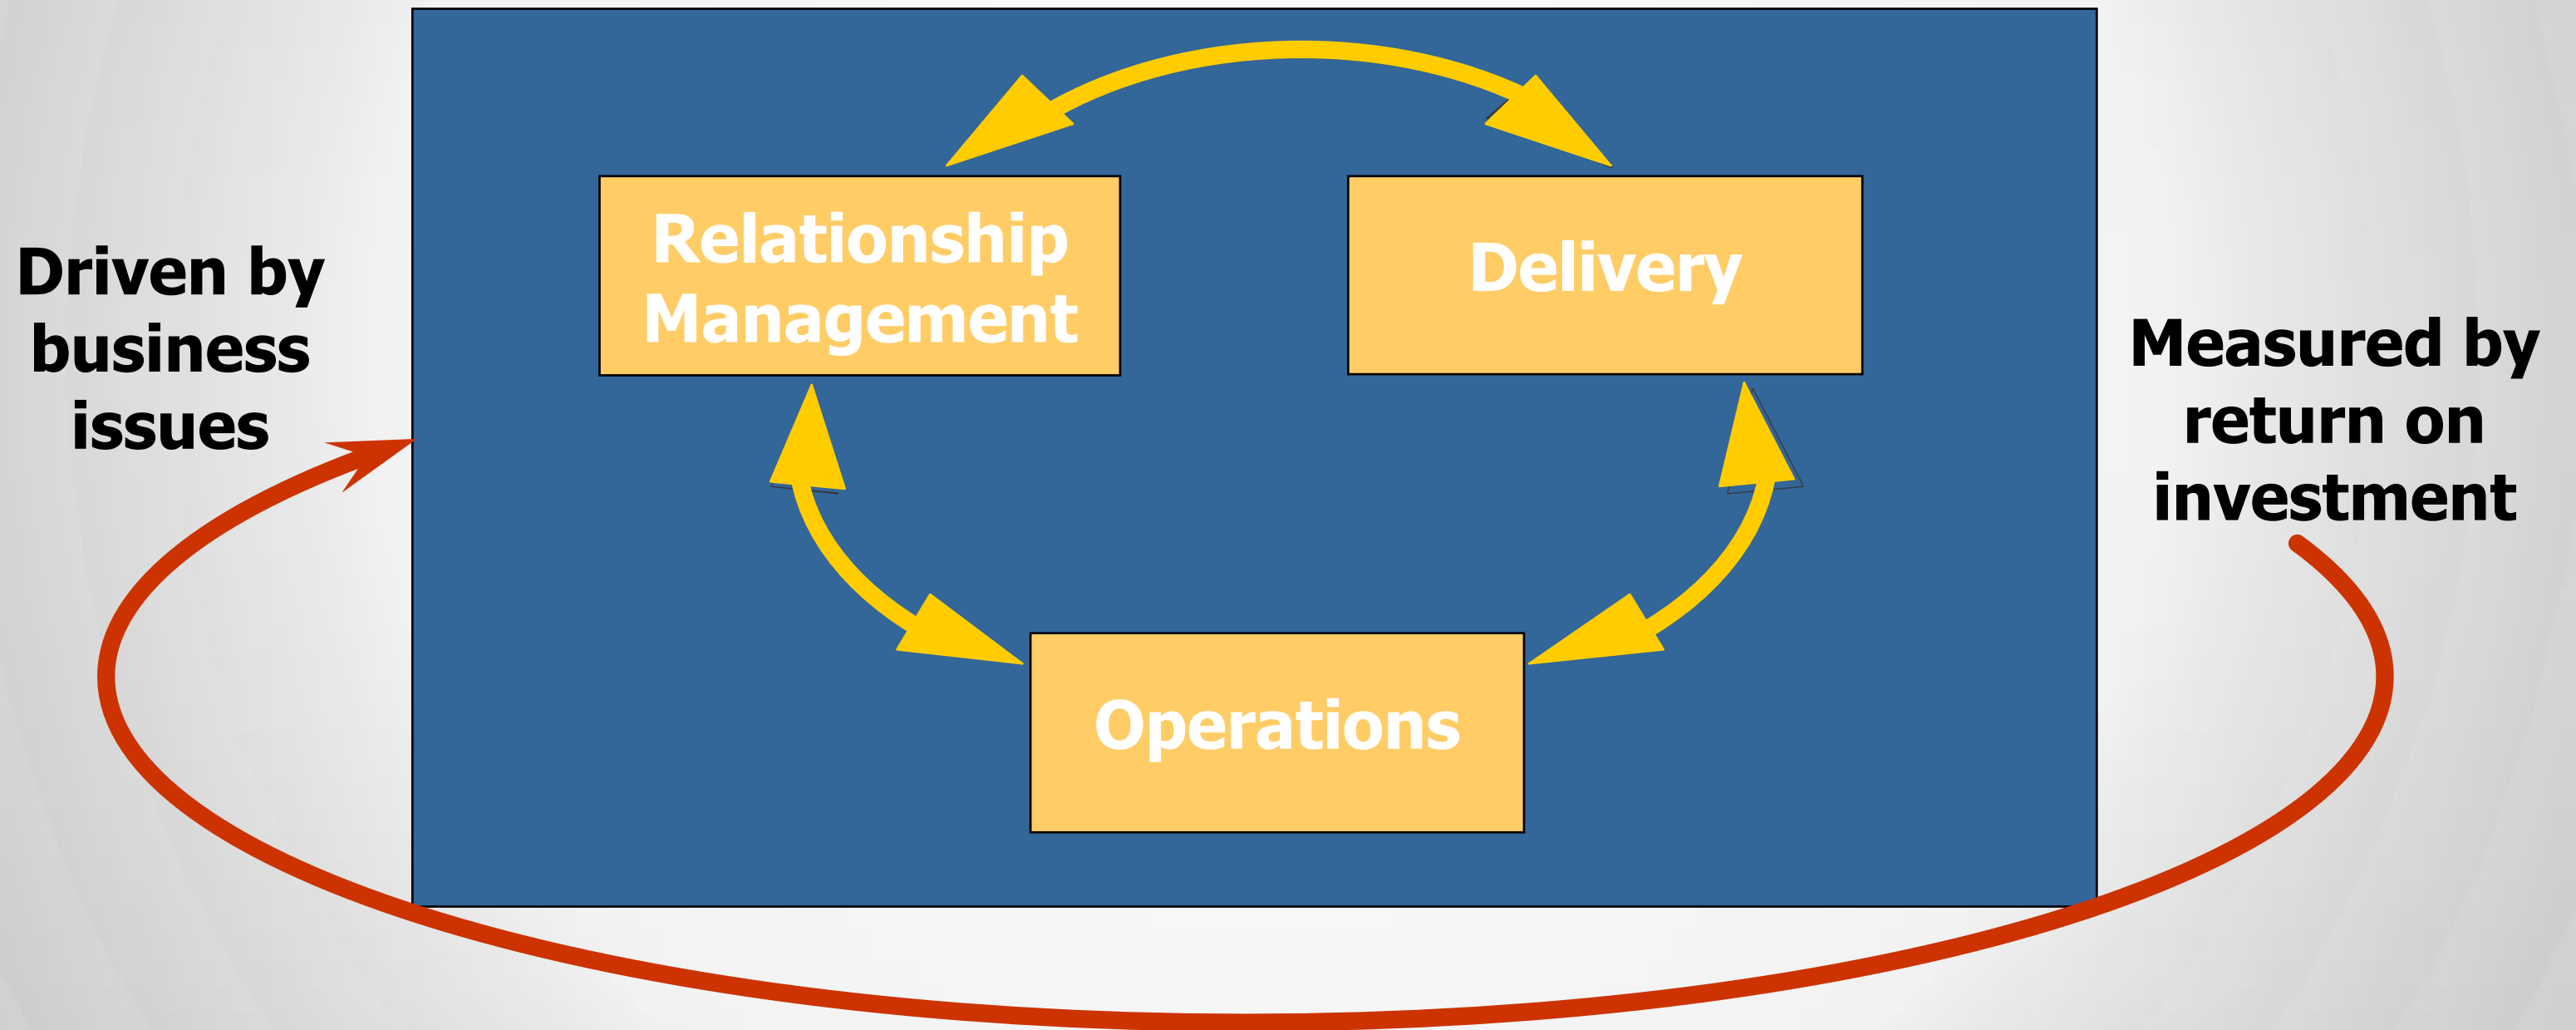 Driven by
business
issues
Relationship
Management
Delivery
Operations
Measured by
return on
investment